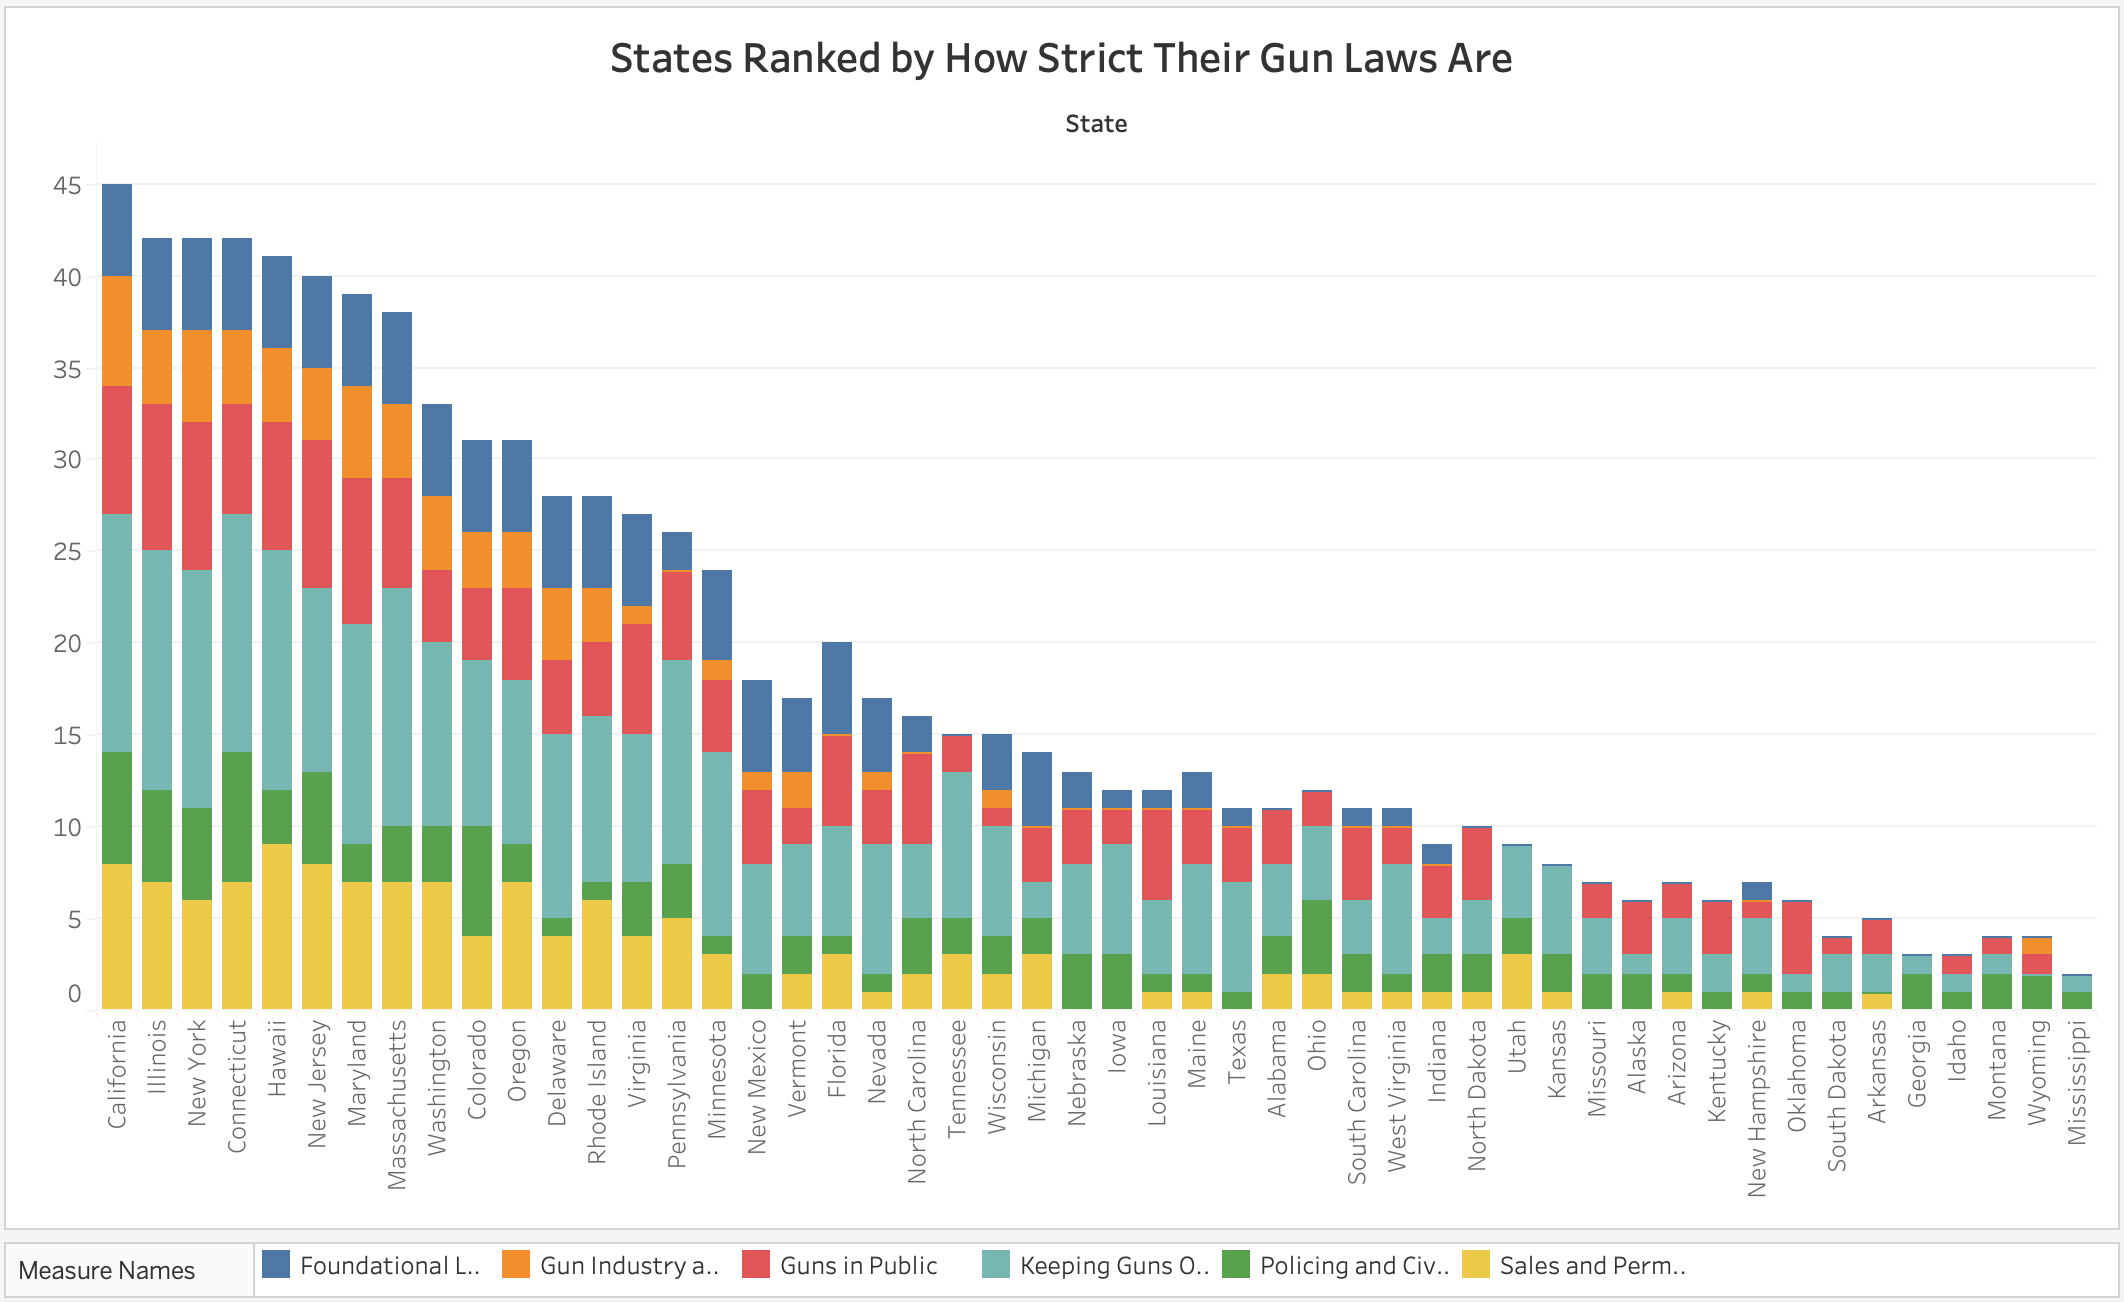 States Ranked by How Strict Their Gun Laws Are
State
45
40
35
30
25
20
15
10
5
0
California
Illinois
New York
Connecticut
Hawaii
New Jersey
Maryland
Massachusetts
Washington
Colorado
Oregon
Delaware
Rhode Island
Virginia
Pennsylvania
Minnesota
New Mexico
Vermont
Florida
Nevada
North Carolina
Tennessee
Wisconsin
Michigan
Nebraska
Iowa
Louisiana
Maine
Texas
Alabama
Ohio
South Carolina
West Virginia
Indiana
North Dakota
Utah
Kansas
Missouri
Alaska
Arizona
Kentucky
New Hampshire
Oklahoma
South Dakota
Arkansas
Georgia
Idaho
Montana
Wyoming
Mississippi
Measure Names
Foundational L..
Gun Industry a..
Guns in Public
Keeping Guns O..
Policing and Civ..
Sales and Perm..